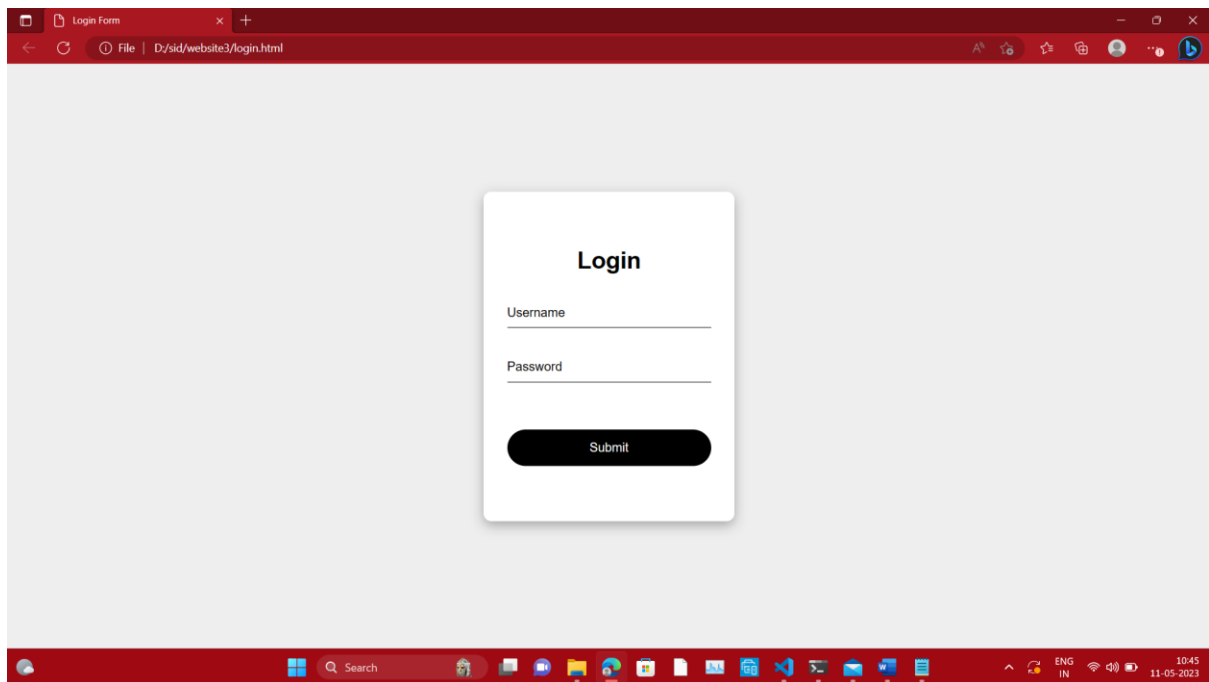 Login Form
File | D:/sid/website3/login.html
Login
Username
Password
Submit
Search
ENG
IN
10:45
11-05-2023